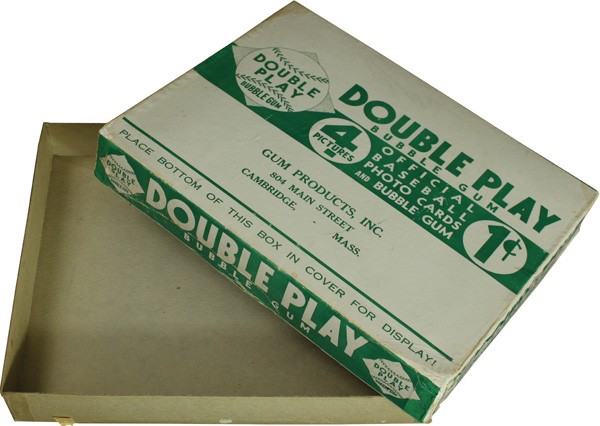 DOUBLE
PLAY
BUBBLE GUM
DOUBLE PLAY
BUBBLE GUM
4
PICTURES
OFFICIAL
BASEBALL
PHOTO CARDS
AND BUBBLE GUM
1¢
GUM PRODUCTS, INC.
804 MAIN STREET
CAMBRIDGE, - MASS.
PLACE BOTTOM OF THIS BOX IN COVER FOR DISPLAY!
DOUBLE
PLAY
DOUBLE PLAY
BUBBLE GUM
DOUBLE
PLAY